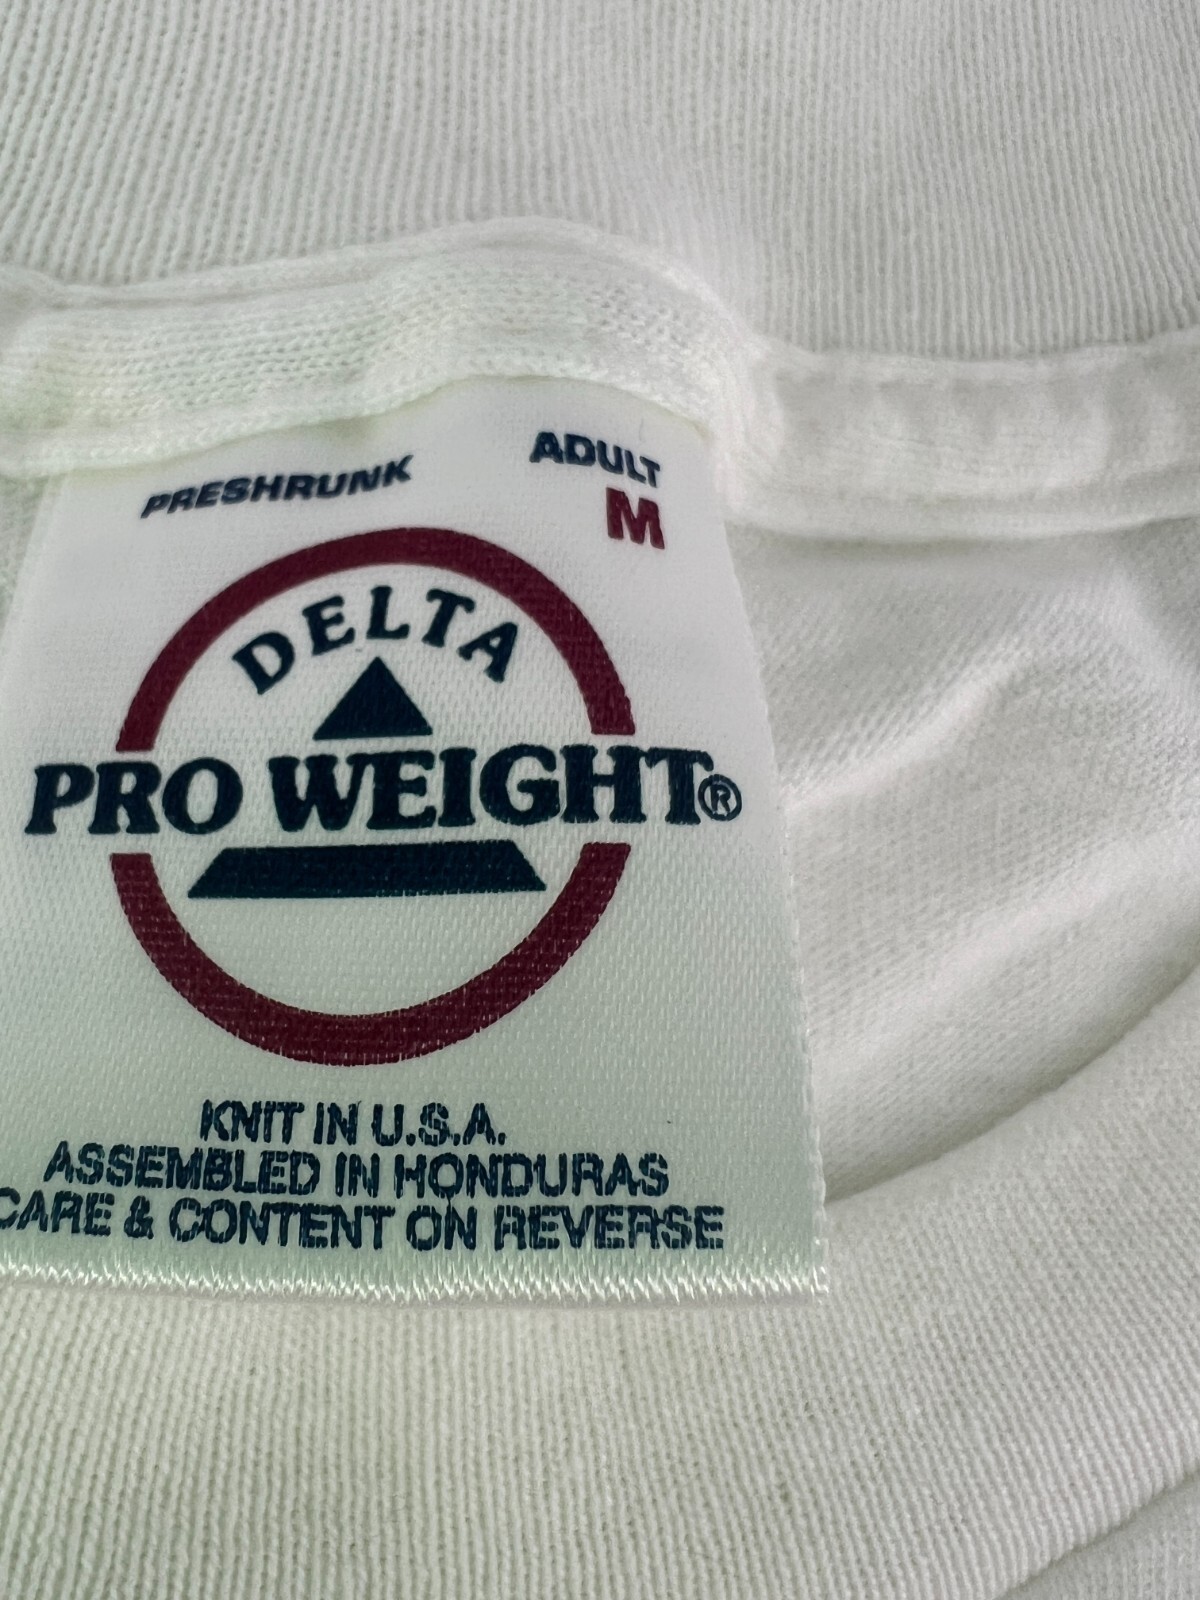 PRESHRUNK
ADULT
M
DELTA
PRO WEIGHT®
KNIT IN U.S.A.
ASSEMBLED IN HONDURAS
CARE & CONTENT ON REVERSE